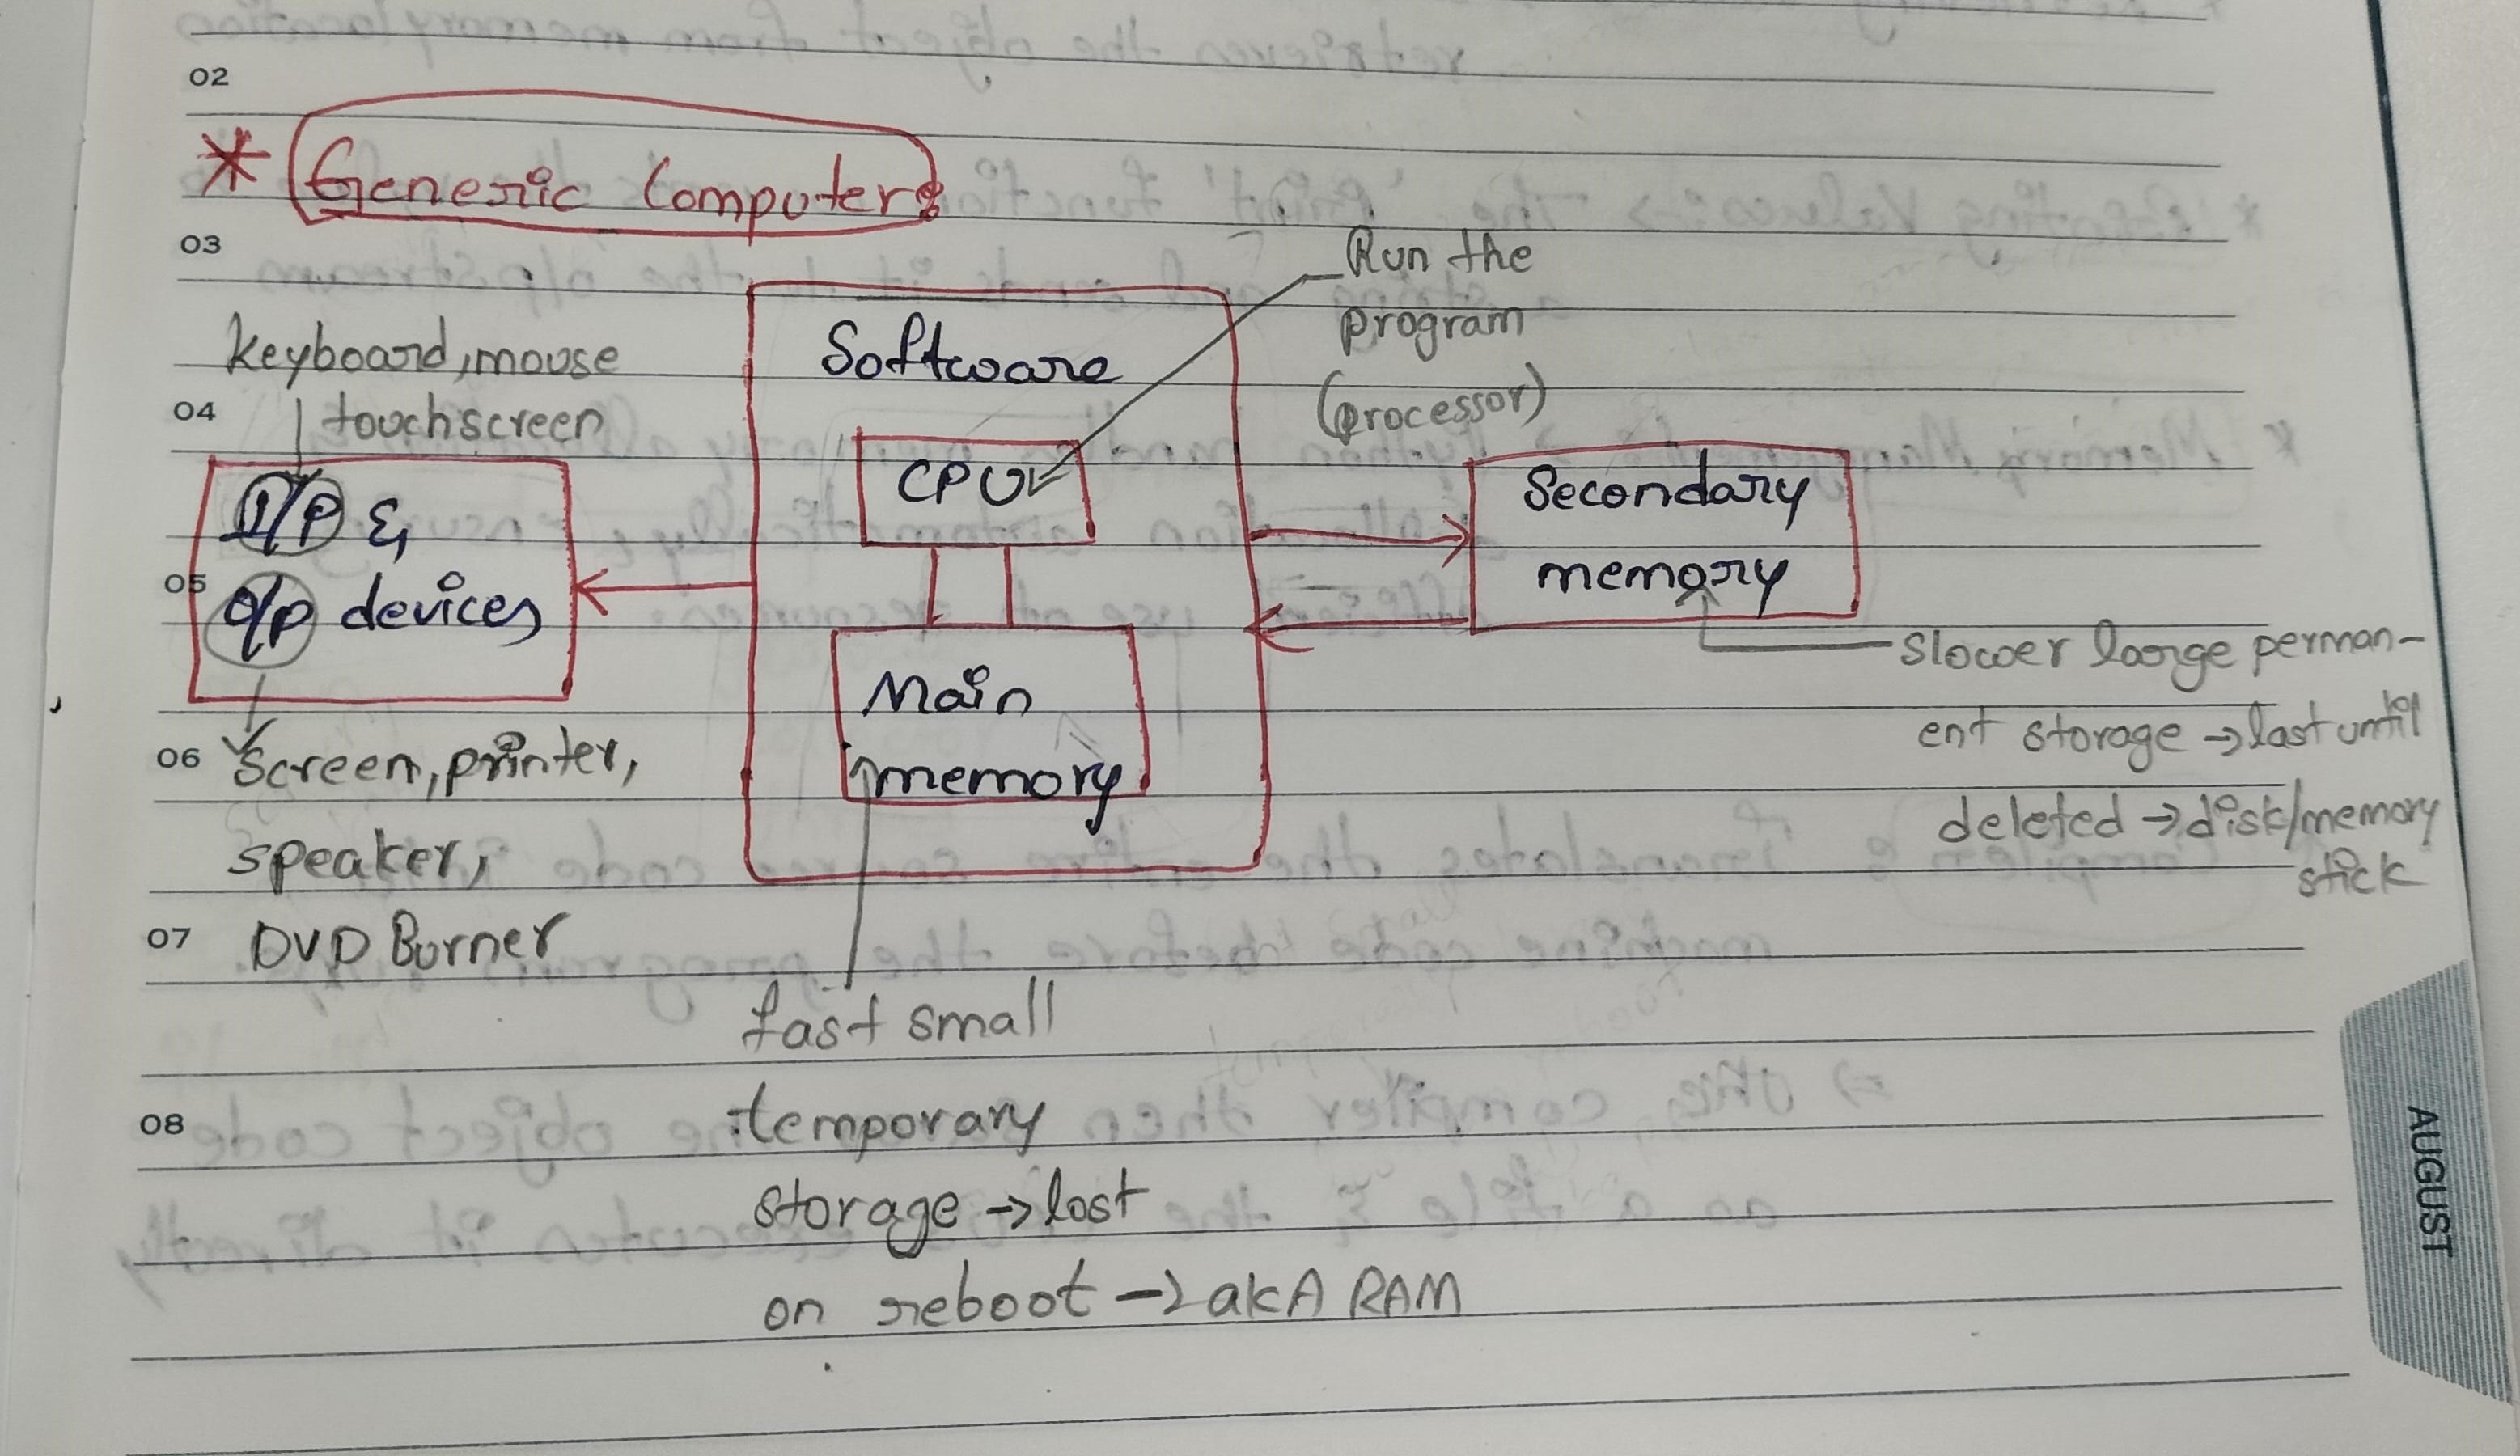 02
* Generic Computer:
03
Run the
program
(processor)
keyboard, mouse
04
touchscreen
Software
CPU
I/P &
05
O/P devices
Secondary
memory
Main
memory
slower large perman-
ent storage → last until
deleted → disk/memory
stick
06
Screen, printer,
speaker,
07
DVD Burner
fast small
08
temporary
storage → lost
on reboot → akA RAM
AUGUST